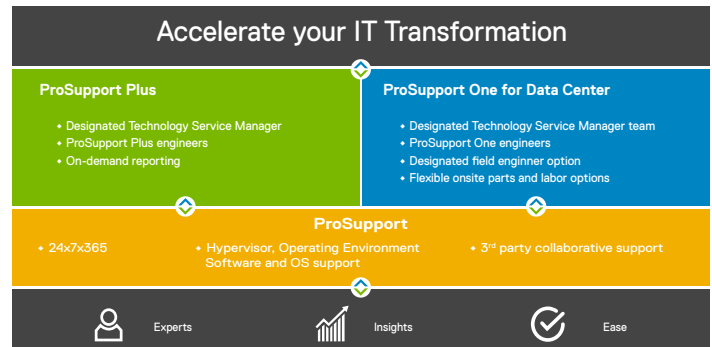 Accelerate your IT Transformation
ProSupport Plus
• Designated Technology Service Manager
• ProSupport Plus engineers
• On-demand reporting
ProSupport One for Data Center
• Designated Technology Service Manager team
• ProSupport One engineers
• Designated field enginner option
• Flexible onsite parts and labor options
ProSupport
• 24x7x365
• Hypervisor, Operating Environment
Software and OS support
• 3rd party collaborative support
Experts
Insights
Ease